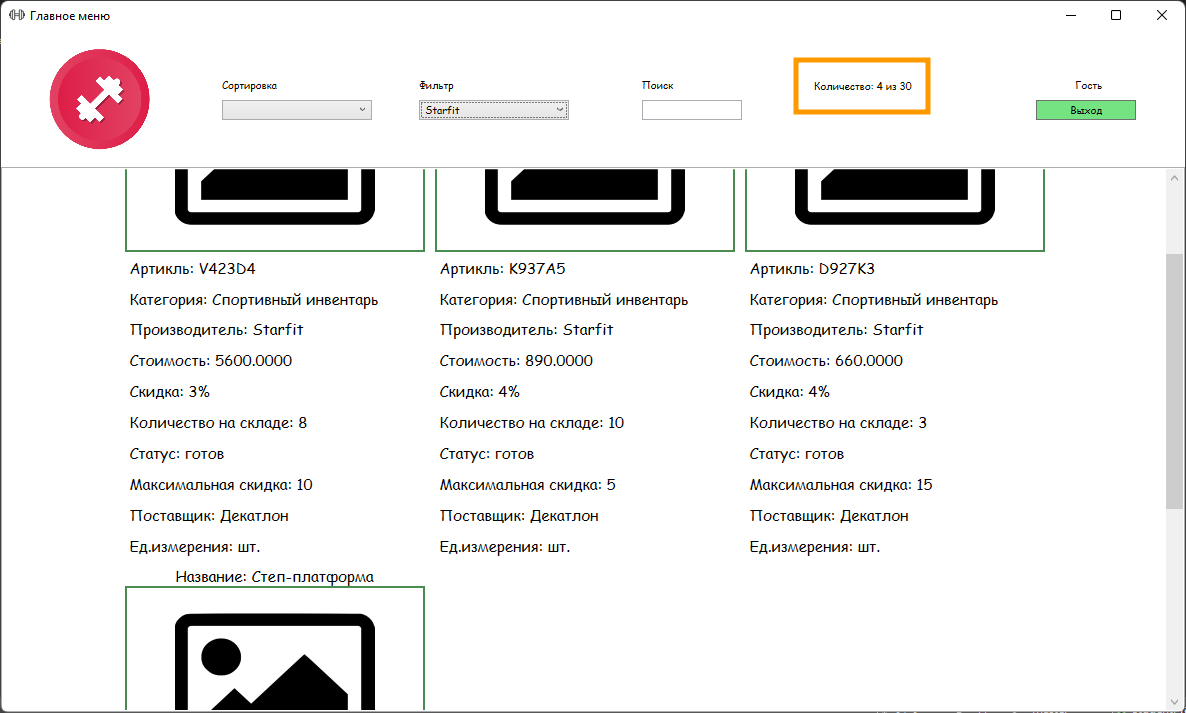 Главное меню
Сортировка
Фильтр
Поиск
Количество: 4 из 30
Гость
Starfit
Выход
Артикль: V423D4
Артикль: K937A5
Артикль: D927K3
Категория: Спортивный инвентарь
Категория: Спортивный инвентарь
Категория: Спортивный инвентарь
Производитель: Starfit
Производитель: Starfit
Производитель: Starfit
Стоимость: 5600.0000
Стоимость: 890.0000
Стоимость: 660.0000
Скидка: 3%
Скидка: 4%
Скидка: 4%
Количество на складе: 8
Количество на складе: 10
Количество на складе: 3
Статус: готов
Статус: готов
Статус: готов
Максимальная скидка: 10
Максимальная скидка: 5
Максимальная скидка: 15
Поставщик: Декатлон
Поставщик: Декатлон
Поставщик: Декатлон
Ед.измерения: шт.
Ед.измерения: шт.
Ед.измерения: шт.
Название: Степ-платформа